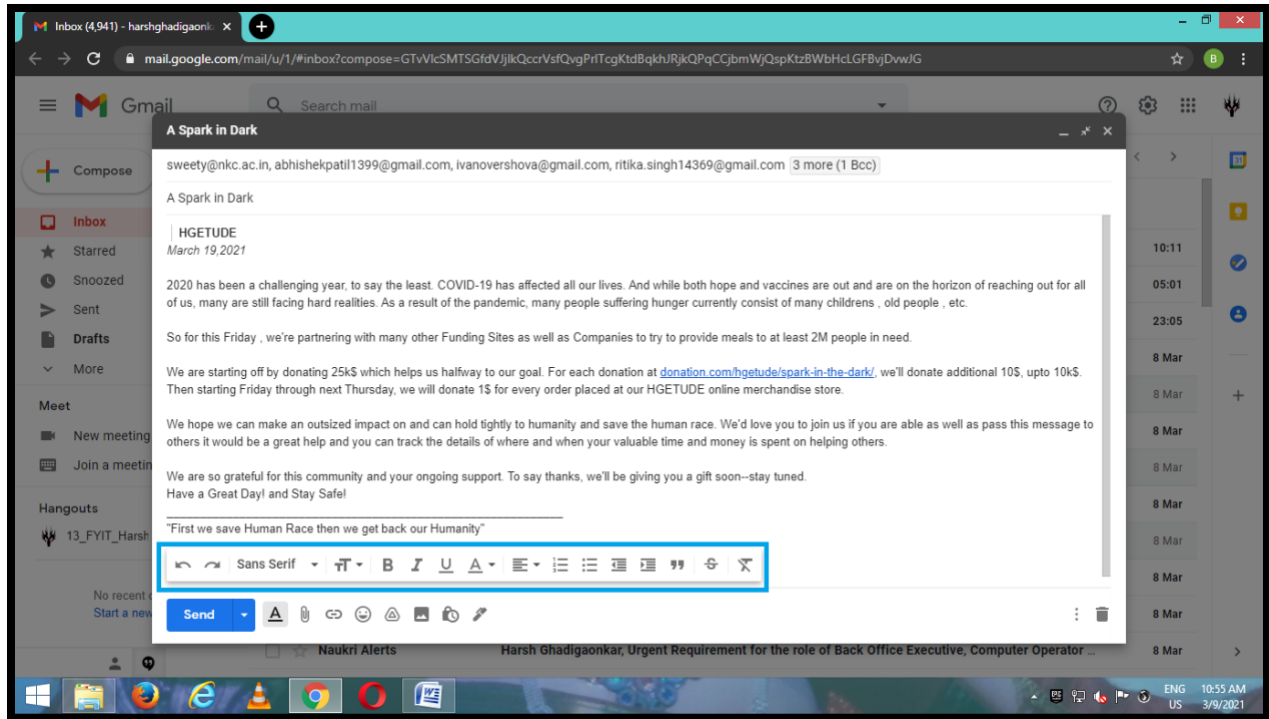 Inbox (4,941) - harshghadigaonk
mail.google.com/mail/u/1/#inbox?compose=GTvVlcSMTSGfdVJjlkQccrVsfQvgPrlTcgKtdBqkhJRjkQPqCCjbmWjQspKtzBWbHcLGFBvjDvwJG
B
Gmail
Search mail
A Spark in Dark
Compose
sweety@nkc.ac.in, abhishekpatil1399@gmail.com, ivanovershova@gmail.com, ritika.singh14369@gmail.com 3 more (1 Bcc)
A Spark in Dark
Inbox
Starred
Snoozed
Sent
Drafts
More
HGETUDE
March 19,2021
2020 has been a challenging year, to say the least. COVID-19 has affected all our lives. And while both hope and vaccines are out and are on the horizon of reaching out for all
of us, many are still facing hard realities. As a result of the pandemic, many people suffering hunger currently consist of many childrens , old people , etc.
So for this Friday , we're partnering with many other Funding Sites as well as Companies to try to provide meals to at least 2M people in need.
We are starting off by donating 25k$ which helps us halfway to our goal. For each donation at donation.com/hgetude/spark-in-the-dark/, we'll donate additional 10$, upto 10k$.
Then starting Friday through next Thursday, we will donate 1$ for every order placed at our HGETUDE online merchandise store.
We hope we can make an outsized impact on and can hold tightly to humanity and save the human race. We'd love you to join us if you are able as well as pass this message to
others it would be a great help and you can track the details of where and when your valuable time and money is spent on helping others.
We are so grateful for this community and your ongoing support. To say thanks, we'll be giving you a gift soon--stay tuned.
Have a Great Day! and Stay Safe!
"First we save Human Race then we get back our Humanity"
Sans Serif
Send
10:11
05:01
23:05
8 Mar
8 Mar
8 Mar
8 Mar
8 Mar
8 Mar
8 Mar
8 Mar
Meet
New meeting
Join a meetin
Hangouts
13_FYIT_Harsh
No recent
Start a new
Naukri Alerts
Harsh Ghadigaonkar, Urgent Requirement for the role of Back Office Executive, Computer Operator ...
8 Mar
ENG
US
10:55 AM
3/9/2021